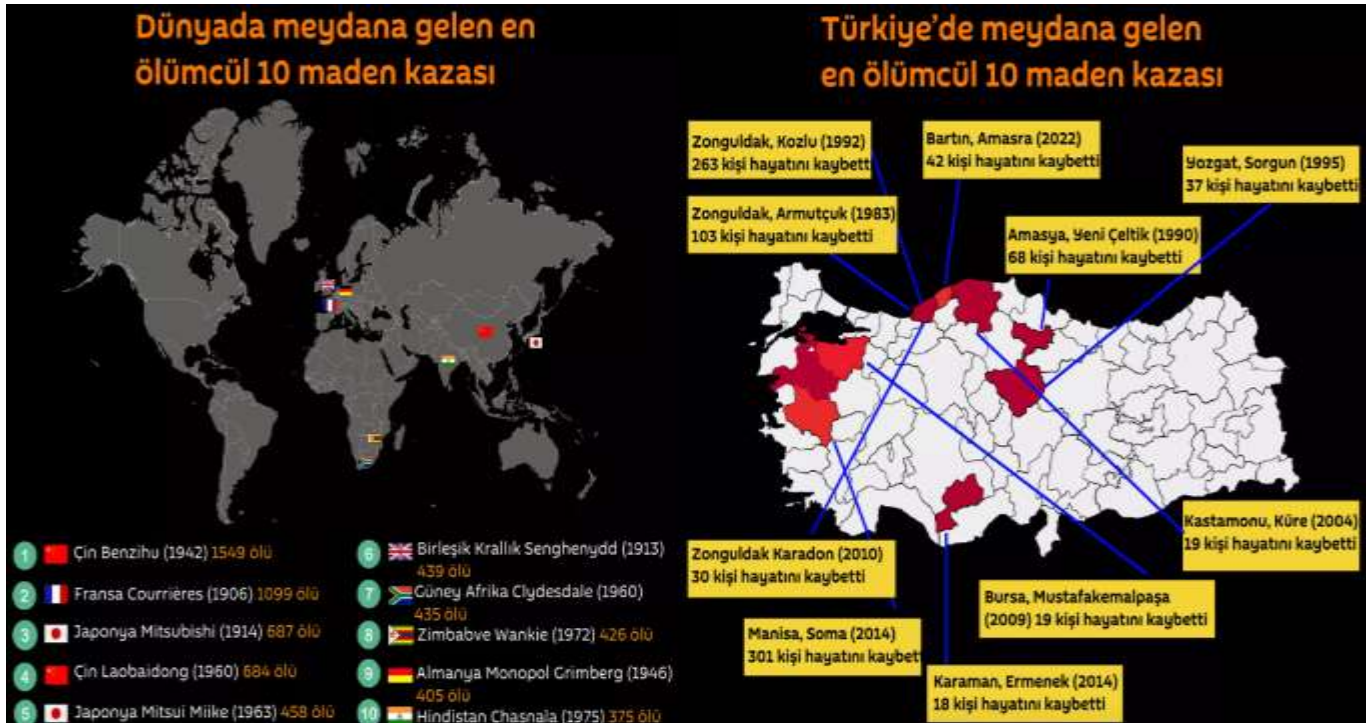 Dünyada meydana gelen en
ölümcül 10 maden kazası
1 Çin Benzihu (1942) 1549 ölü
2 Fransa Courrières (1906) 1099 ölü
3 Japonya Mitsubishi (1914) 687 ölü
4 Çin Laobaidong (1960) 684 ölü
5 Japonya Mitsui Miike (1963) 458 ölü
6 Birleşik Krallık Senghenydd (1913)
439 ölü
7 Güney Afrika Clydesdale (1960)
435 ölü
8 Zimbabve Wankie (1972) 426 ölü
9 Almanya Monopol Grimberg (1946)
405 ölü
10 Hindistan Chasnala (1975) 375 ölü
Türkiye'de meydana gelen
en ölümcül 10 maden kazası
Zonguldak, Kozlu (1992)
263 kişi hayatını kaybetti
Bartın, Amasra (2022)
42 kişi hayatını kaybetti
Yozgat, Sorgun (1995)
37 kişi hayatını kaybetti
Zonguldak, Armutçuk (1983)
103 kişi hayatını kaybetti
Amasya, Yeni Çeltik (1990)
68 kişi hayatını kaybetti
Kastamonu, Küre (2004)
19 kişi hayatını kaybetti
Zonguldak Karadon (2010)
30 kişi hayatını kaybetti
Bursa, Mustafakemalpaşa
(2009) 19 kişi hayatını kaybetti
Manisa, Soma (2014)
301 kişi hayatını kaybet
Karaman, Ermenek (2014)
18 kişi hayatını kaybetti